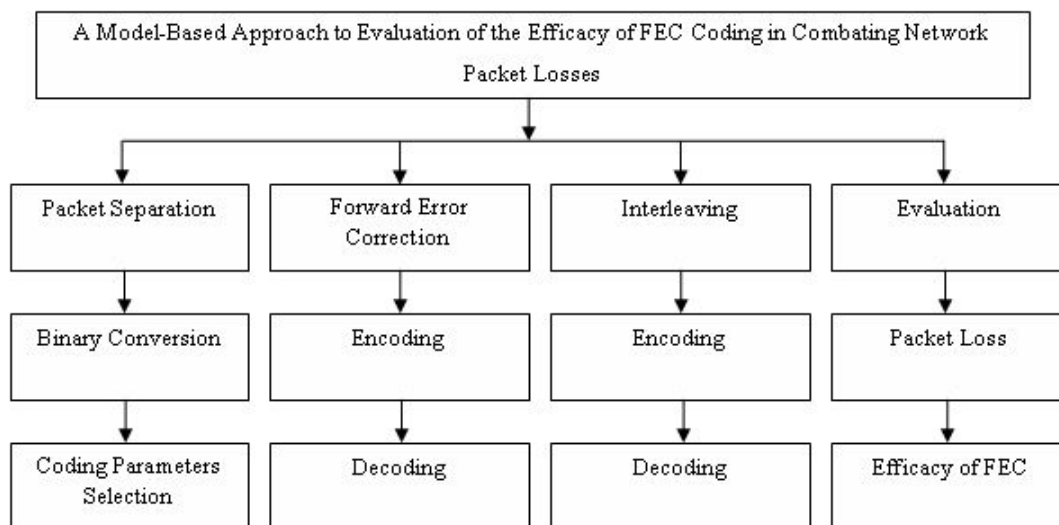 A Model-Based Approach to Evaluation of the Efficacy of FEC Coding in Combating Network
Packet Losses
Packet Separation
Forward Error
Correction
Interleaving
Evaluation
Binary Conversion
Encoding
Encoding
Packet Loss
Coding Parameters
Selection
Decoding
Decoding
Efficacy of FEC